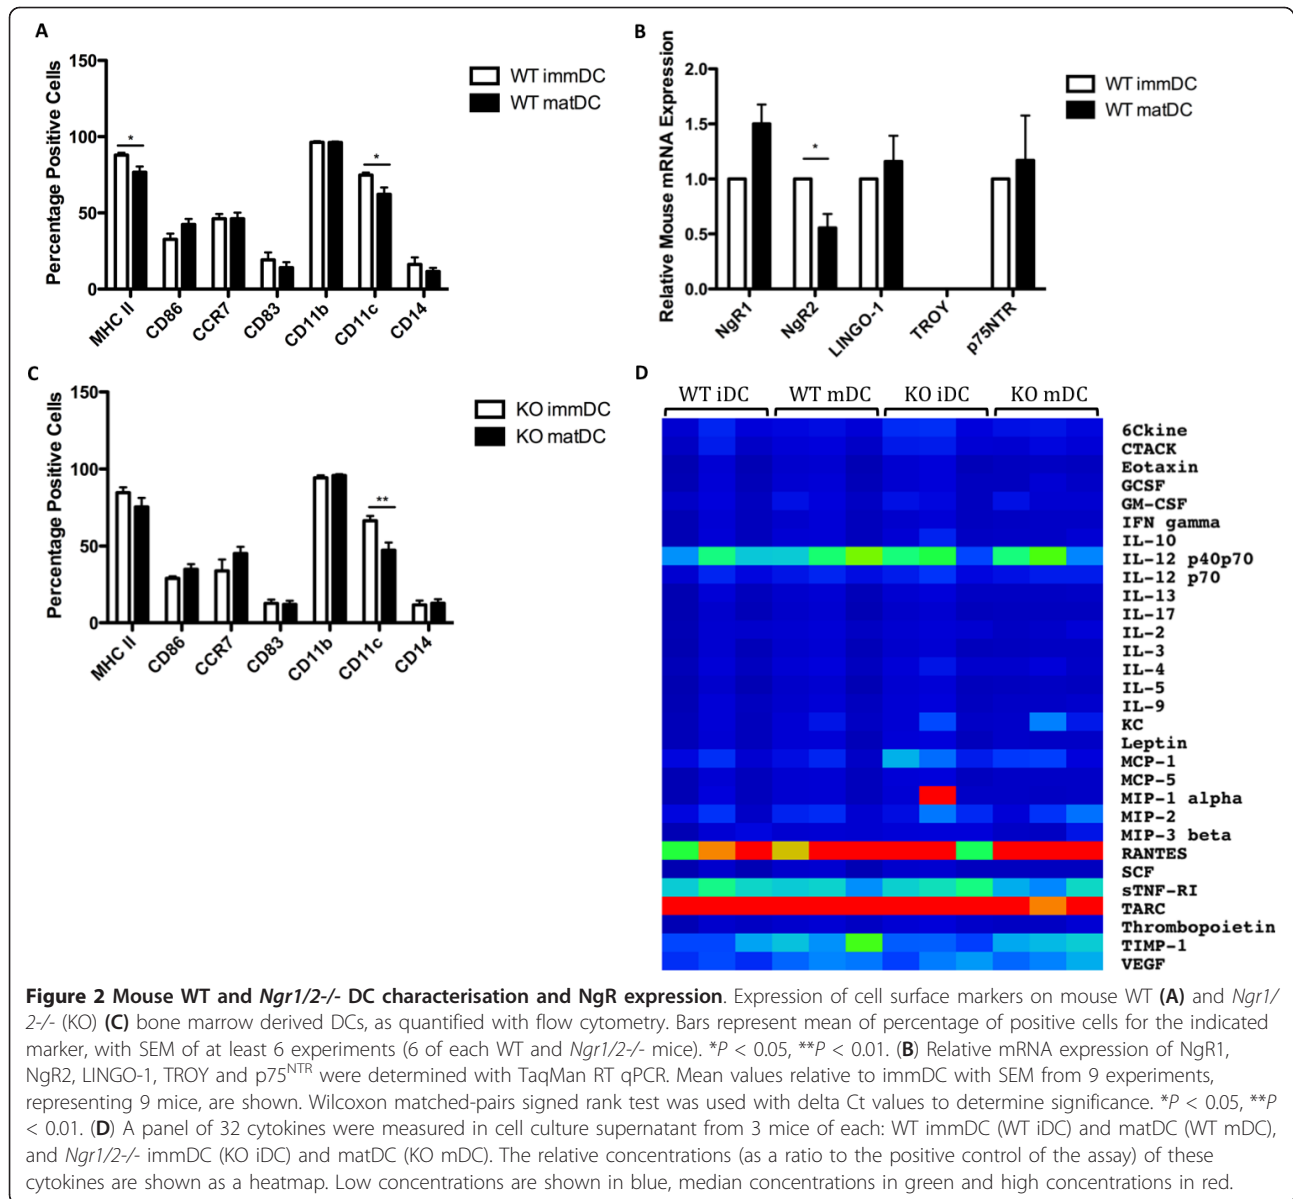 A
Percentage Positive Cells
150
100
50
0
*
*
WT immDC
WT matDC
MHC II
CD86
CCR7
CD83
CD11b
CD11c
CD14
B
Relative Mouse mRNA Expression
2.0
1.5
1.0
0.5
0.0
*
WT immDC
WT matDC
NgR1
NgR2
LINGO-1
TROY
p75NTR
C
Percentage Positive Cells
150
100
50
0
**
KO immDC
KO matDC
MHC II
CD86
CCR7
CD83
CD11b
CD11c
CD14
D
WT iDC WT mDC KO iDC KO mDC
6Ckine
CTACK
Eotaxin
GCSF
GM-CSF
IFN gamma
IL-10
IL-12 p40p70
IL-12 p70
IL-13
IL-17
IL-2
IL-3
IL-4
IL-5
IL-9
KC
Leptin
MCP-1
MCP-5
MIP-1 alpha
MIP-2
MIP-3 beta
RANTES
SCF
sTNF-RI
TARC
Thrombopoietin
TIMP-1
VEGF
Figure 2 Mouse WT and Ngr1/2-/- DC characterisation and NgR expression. Expression of cell surface markers on mouse WT (A) and Ngr1/
2-/- (KO) (C) bone marrow derived DCs, as quantified with flow cytometry. Bars represent mean of percentage of positive cells for the indicated
marker, with SEM of at least 6 experiments (6 of each WT and Ngr1/2-/- mice). *P < 0.05, **P < 0.01. (B) Relative mRNA expression of NgR1,
NgR2, LINGO-1, TROY and p75NTR were determined with TaqMan RT qPCR. Mean values relative to immDC with SEM from 9 experiments,
representing 9 mice, are shown. Wilcoxon matched-pairs signed rank test was used with delta Ct values to determine significance. *P < 0.05, **P
< 0.01. (D) A panel of 32 cytokines were measured in cell culture supernatant from 3 mice of each: WT immDC (WT iDC) and matDC (WT mDC),
and Ngr1/2-/- immDC (KO iDC) and matDC (KO mDC). The relative concentrations (as a ratio to the positive control of the assay) of these
cytokines are shown as a heatmap. Low concentrations are shown in blue, median concentrations in green and high concentrations in red.